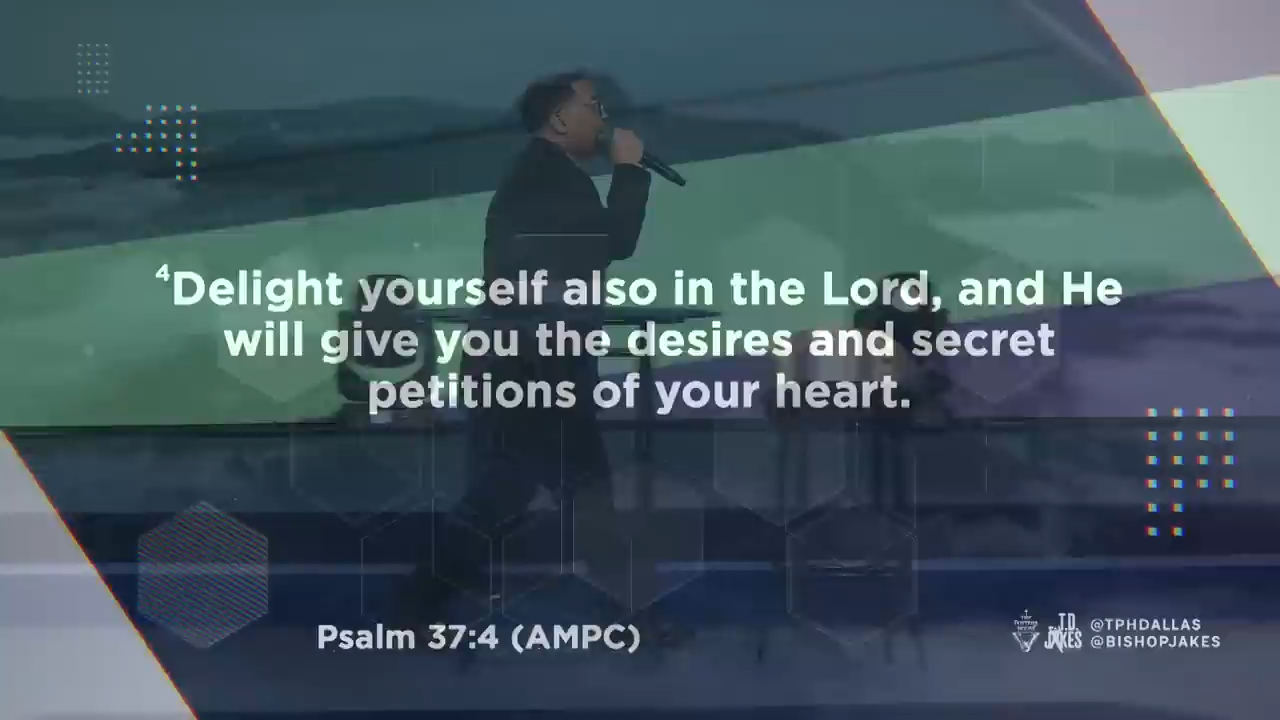 ⁴Delight yourself also in the Lord, and He
will give you the desires and secret
petitions of your heart.
Psalm 37:4 (AMPC)
T.D.
JAKES
@TPHDALLAS
@BISHOPJAKES